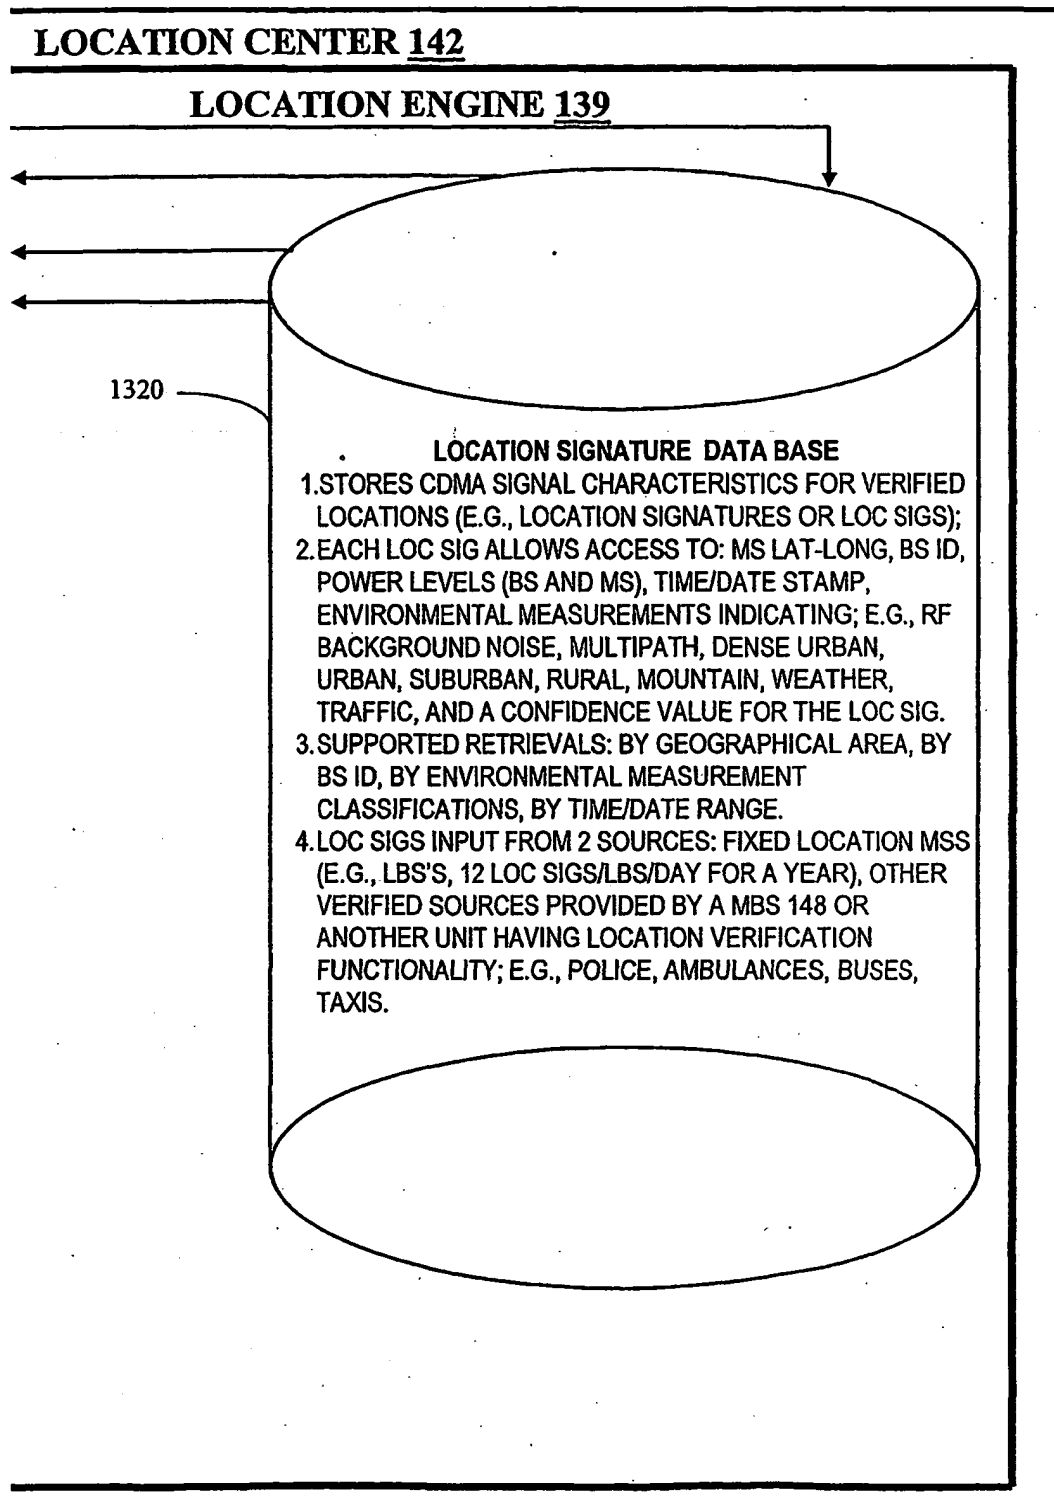 LOCATION CENTER 142
LOCATION ENGINE 139
1320
LOCATION SIGNATURE DATA BASE
1.STORES CDMA SIGNAL CHARACTERISTICS FOR VERIFIED
LOCATIONS (E.G., LOCATION SIGNATURES OR LOC SIGS);
2.EACH LOC SIG ALLOWS ACCESS TO: MS LAT-LONG, BS ID,
POWER LEVELS (BS AND MS), TIME/DATE STAMP,
ENVIRONMENTAL MEASUREMENTS INDICATING; E.G., RF
BACKGROUND NOISE, MULTIPATH, DENSE URBAN,
URBAN, SUBURBAN, RURAL, MOUNTAIN, WEATHER,
TRAFFIC, AND A CONFIDENCE VALUE FOR THE LOC SIG.
3.SUPPORTED RETRIEVALS: BY GEOGRAPHICAL AREA, BY
BS ID, BY ENVIRONMENTAL MEASUREMENT
CLASSIFICATIONS, BY TIME/DATE RANGE.
4.LOC SIGS INPUT FROM 2 SOURCES: FIXED LOCATION MSS
(E.G., LBS'S, 12 LOC SIGS/LBS/DAY FOR A YEAR), OTHER
VERIFIED SOURCES PROVIDED BY A MBS 148 OR
ANOTHER UNIT HAVING LOCATION VERIFICATION
FUNCTIONALITY; E.G., POLICE, AMBULANCES, BUSES,
TAXIS.